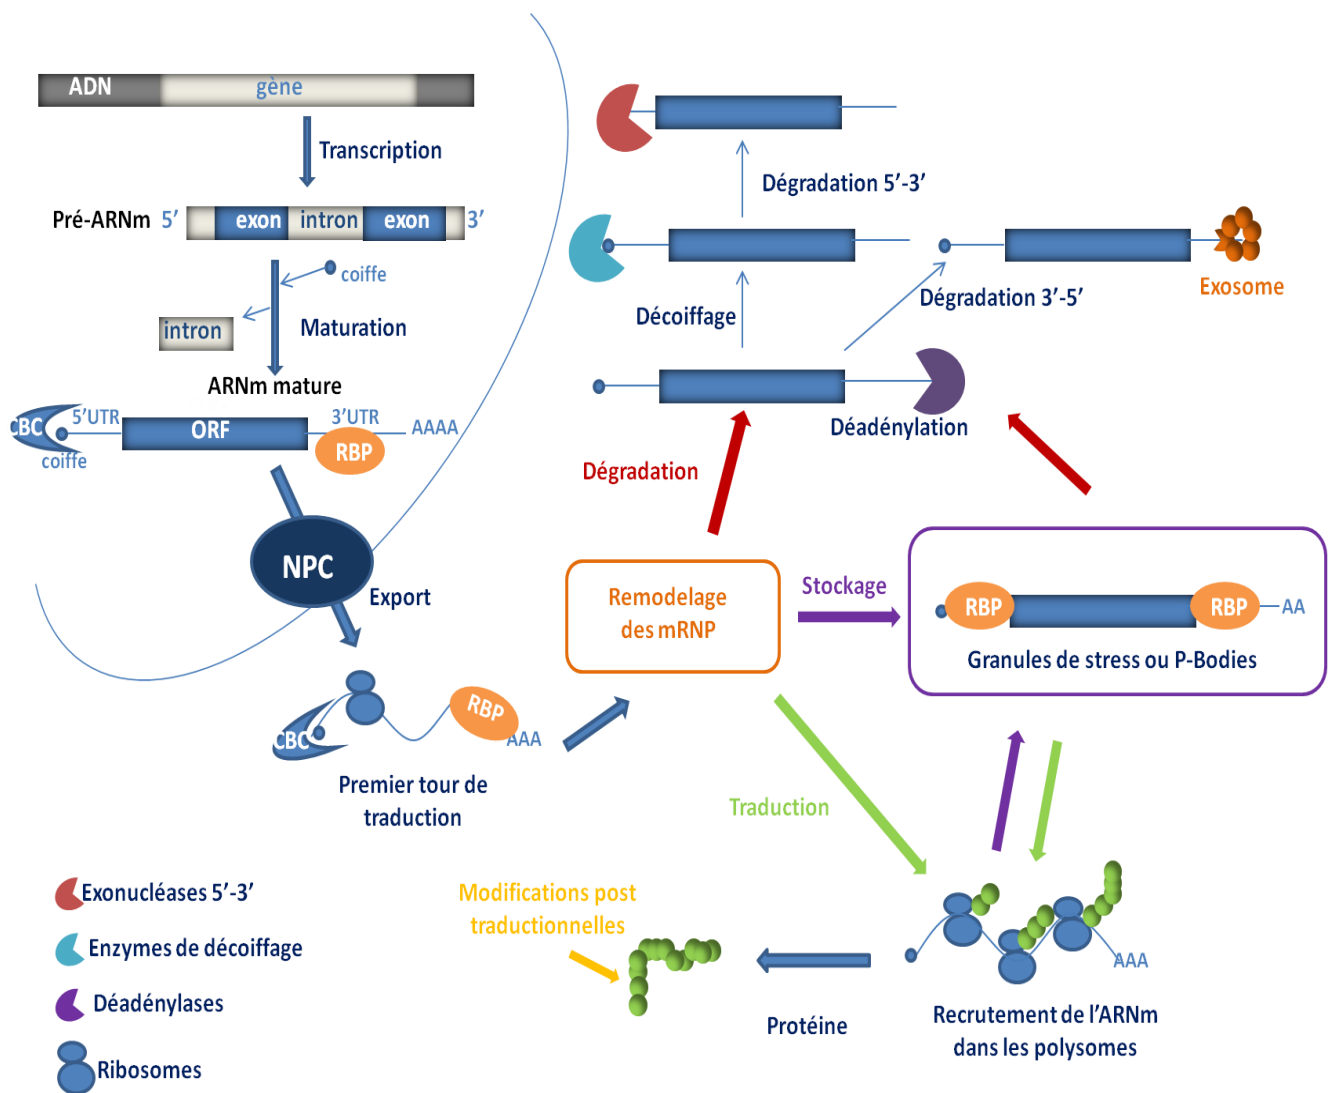 ADN
gène
Transcription
Pré-ARNm 5’ exon intron exon 3’
coiffe
intron
Maturation
ARNm mature
CBC 5’UTR ORF 3’UTR AAAA
RBP
coiffe
NPC
Export
CBC RBP AAA
Premier tour de
traduction
Dégradation 5’-3’
Décoiffage
Dégradation 3’-5’
Exosome
Déadénylation
Dégradation
Remodelage
des mRNP
Stockage
RBP RBP AA
Granules de stress ou P-Bodies
Traduction
AAA
Recrutement de l’ARNm
dans les polysomes
Protéine
Modifications post
traductionnelles
Exonucléases 5’-3’
Enzymes de décoiffage
Déadénylases
Ribosomes